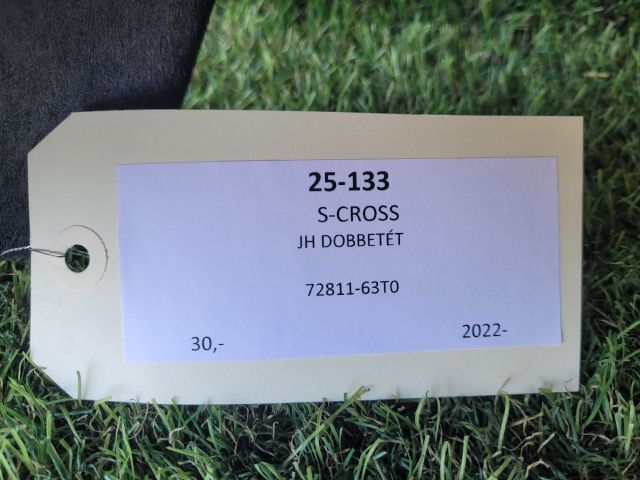 25-133
S-CROSS
JH DOBBETÉT
72811-63T0
30,-
2022-